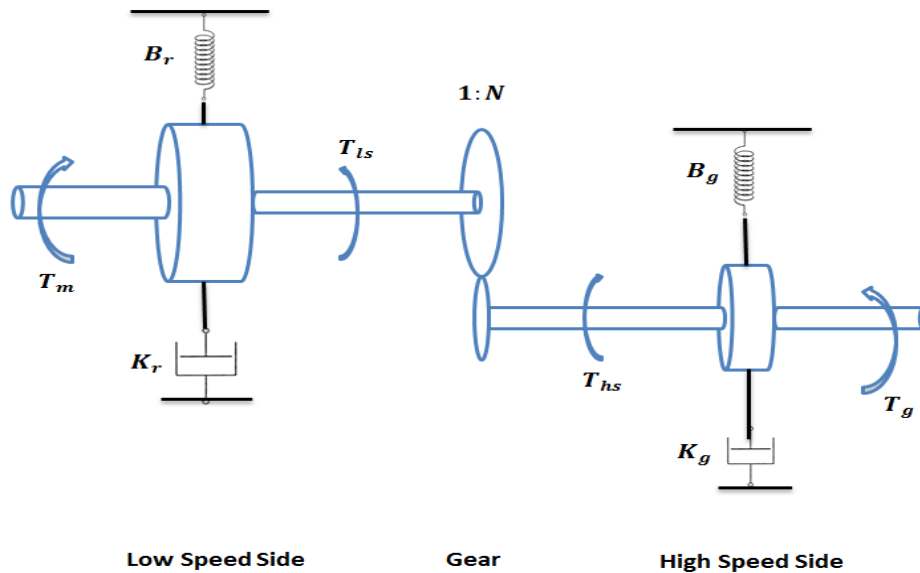 B_r
1:N
T_ls
B_g
T_m
K_r
T_hs
T_g
K_g
Low Speed Side
Gear
High Speed Side